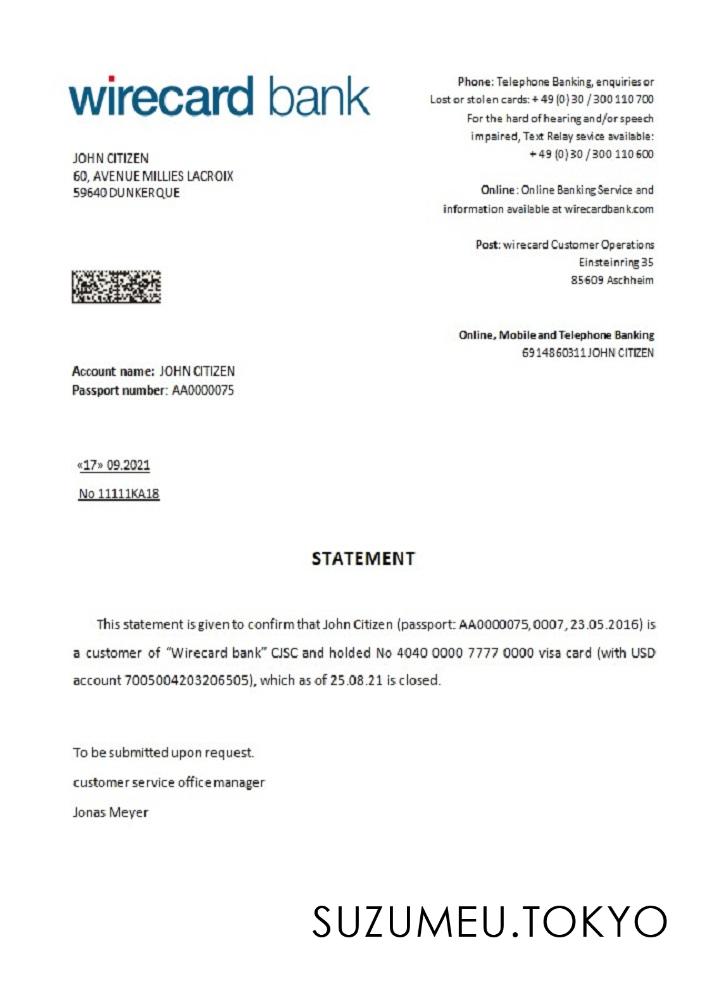 wirecard bank
Phone: Telephone Banking, enquiries or
Lost or stolen cards: + 49 (0) 30 / 300 110 700
For the hard of hearing and/or speech
impaired, Text Relay sevice available:
+ 49 (0) 30 / 300 110 600
JOHN CITIZEN
60, AVENUE MILLIES LACROIX
59640 DUNKERQUE
Online: Online Banking Service and
information available at wirecardbank.com
Post: wirecard Customer Operations
Einsteinring 35
85609 Aschheim
Online, Mobile and Telephone Banking
6914860311 JOHN CITIZEN
Account name: JOHN CITIZEN
Passport number: AA0000075
«17» 09.2021
No 11111KA18
STATEMENT
This statement is given to confirm that John Citizen (passport: AA0000075, 0007, 23.05.2016) is
a customer of “Wirecard bank” CJSC and holded No 4040 0000 7777 0000 visa card (with USD
account 7005004203206505), which as of 25.08.21 is closed.
To be submitted upon request.
customer service office manager
Jonas Meyer
SUZUMEU.TOKYO